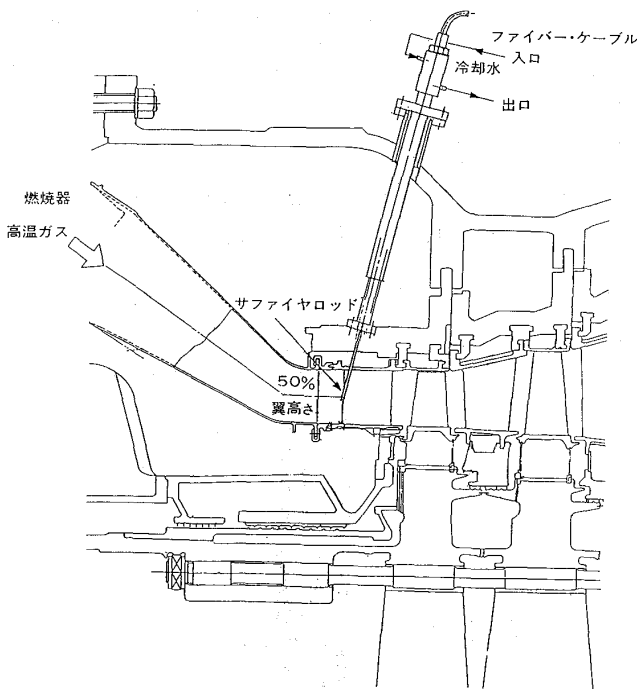 ファイバー・ケーブル
入口
冷却水
出口
燃焼器
高温ガス
サファイヤロッド
50%
翼高さ